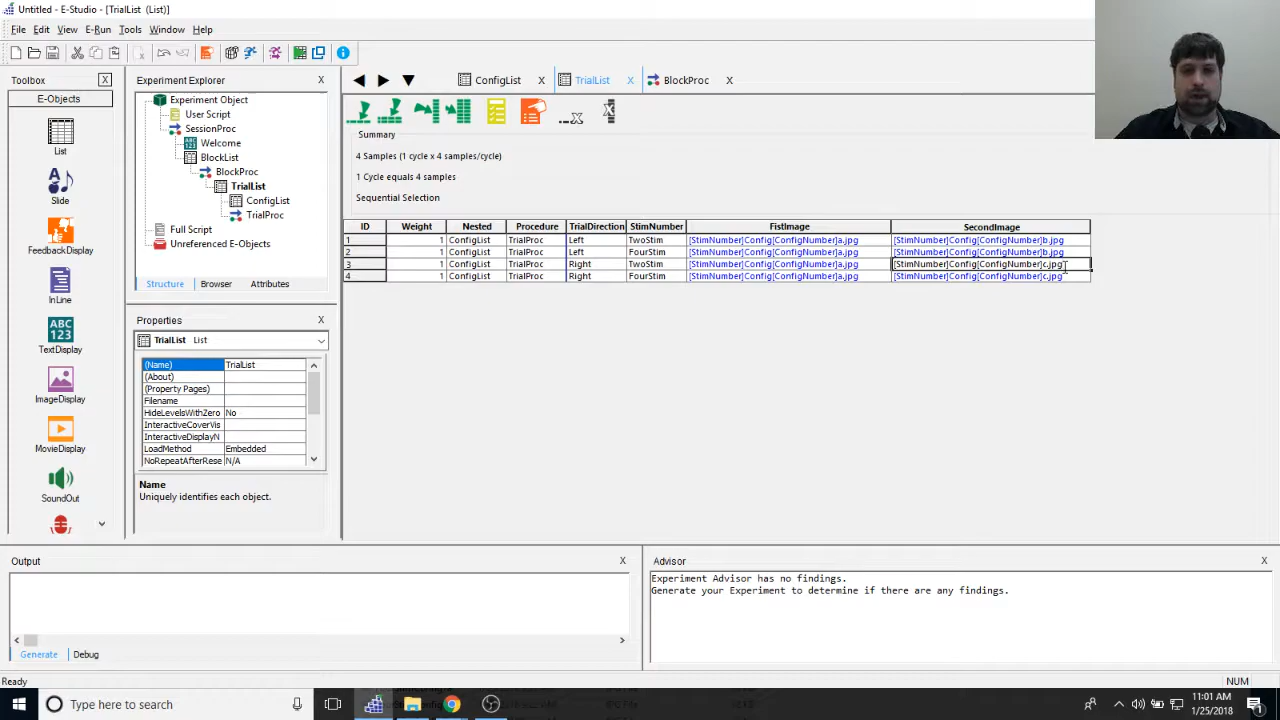 Untitled - E-Studio - [TrialList (List)]
File Edit View E-Run Tools Window Help
Toolbox X
E-Objects
List
Slide
FeedbackDisplay
InLine
ABC
123
TextDisplay
ImageDisplay
MovieDisplay
SoundOut
Experiment Explorer X
Experiment Object
User Script
SessionProc
Welcome
BlockList
BlockProc
TrialList
ConfigList
TrialProc
Full Script
Unreferenced E-Objects
Structure Browser Attributes
Properties X
TrialList List
(Name) TrialList
(About)
(Property Pages)
Filename
HideLevelsWithZero No
InteractiveCoverVis
InteractiveDisplayN
LoadMethod Embedded
NoRepeatAfterRese N/A
Name
Uniquely identifies each object.
ConfigList X TrialList X BlockProc X
Summary
4 Samples (1 cycle x 4 samples/cycle)
1 Cycle equals 4 samples
Sequential Selection
ID Weight Nested Procedure TrialDirection StimNumber FistImage SecondImage
1 1 ConfigList TrialProc Left TwoStim [StimNumber]Config[ConfigNumber]a.jpg [StimNumber]Config[ConfigNumber]b.jpg
2 1 ConfigList TrialProc Left FourStim [StimNumber]Config[ConfigNumber]a.jpg [StimNumber]Config[ConfigNumber]b.jpg
3 1 ConfigList TrialProc Right TwoStim [StimNumber]Config[ConfigNumber]a.jpg [StimNumber]Config[ConfigNumber]c.jpg
4 1 ConfigList TrialProc Right FourStim [StimNumber]Config[ConfigNumber]a.jpg [StimNumber]Config[ConfigNumber]c.jpg
Output X
Generate Debug
Advisor X
Experiment Advisor has no findings.
Generate your Experiment to determine if there are any findings.
Ready NUM
Type here to search
11:01 AM
1/25/2018